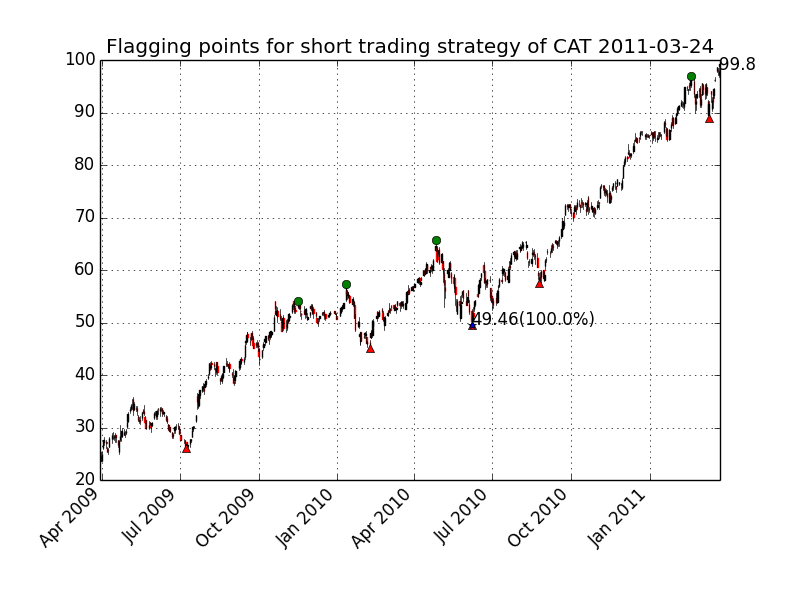 Flagging points for short trading strategy of CAT 2011-03-24
100
99.8
90
80
70
60
50
49.46(100.0%)
40
30
20
Apr 2009
Jul 2009
Oct 2009
Jan 2010
Apr 2010
Jul 2010
Oct 2010
Jan 2011